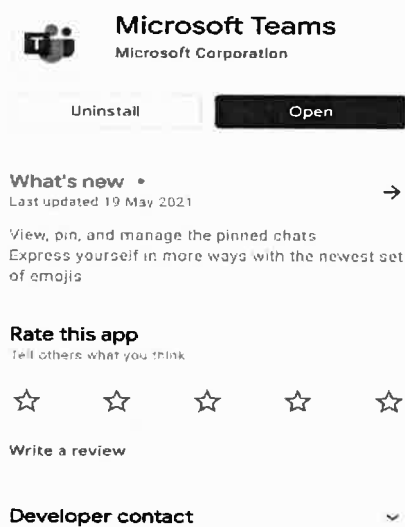 Microsoft Teams
Microsoft Corporation
Uninstall
Open
What's new •
Last updated 19 May 2021
View, pin, and manage the pinned chats
Express yourself in more ways with the newest set
of emojis
Rate this app
Tell others what you think
Write a review
Developer contact